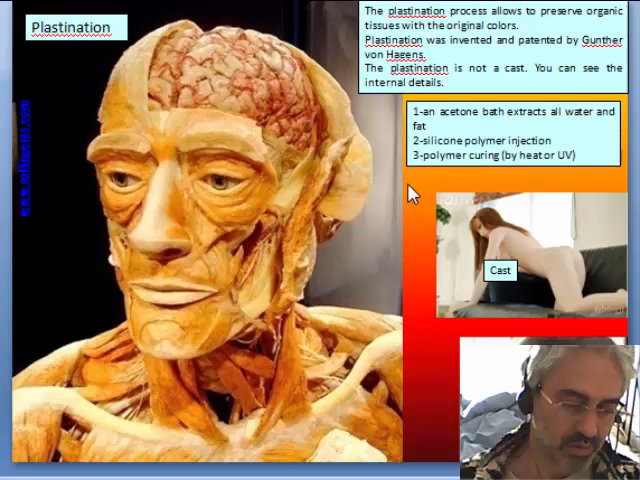 Plastination
The plastination process allows to preserve organic
tissues with the original colors.
Plastination was invented and patented by Gunther
von Hagens.
The plastination is not a cast. You can see the
internal details.
1-an acetone bath extracts all water and
fat
2-silicone polymer injection
3-polymer curing (by heat or UV)
Cast